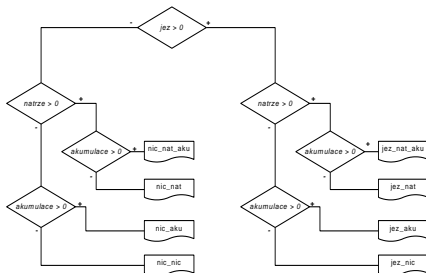 - jez > 0 +
natrze > 0 + natrze > 0 +
- akumulace > 0 + nic_nat_aku - akumulace > 0 + jez_nat_aku
- nic_nat - jez_nat
akumulace > 0 + akumulace > 0 +
- nic_aku - jez_aku
nic_nic jez_nic